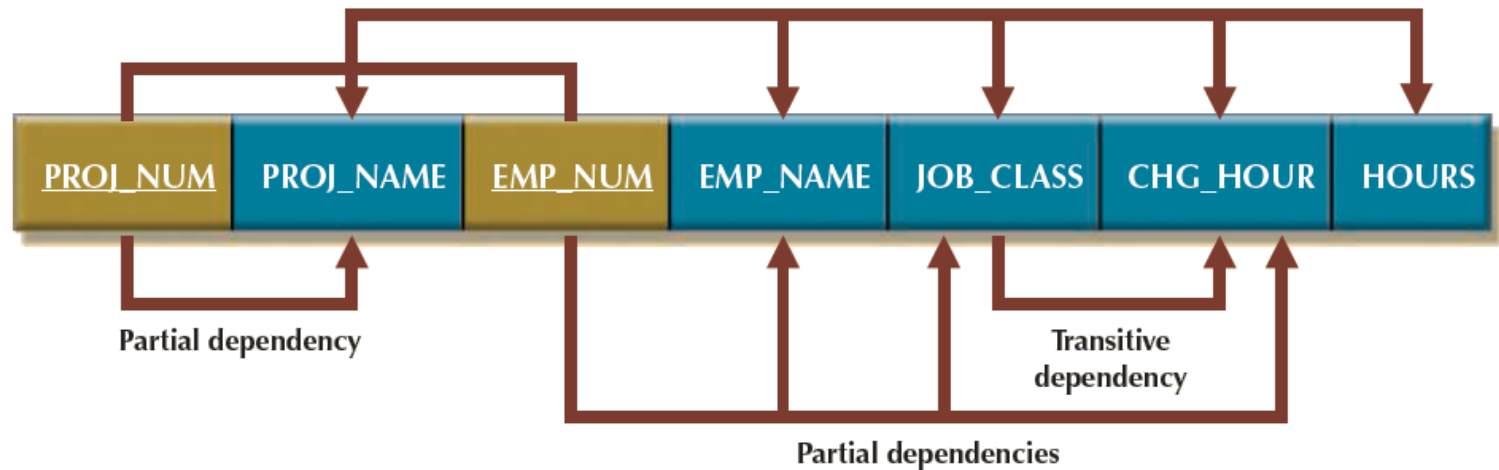 PROJ_NUM PROJ_NAME EMP_NUM EMP_NAME JOB_CLASS CHG_HOUR HOURS
Partial dependency
Transitive
dependency
Partial dependencies